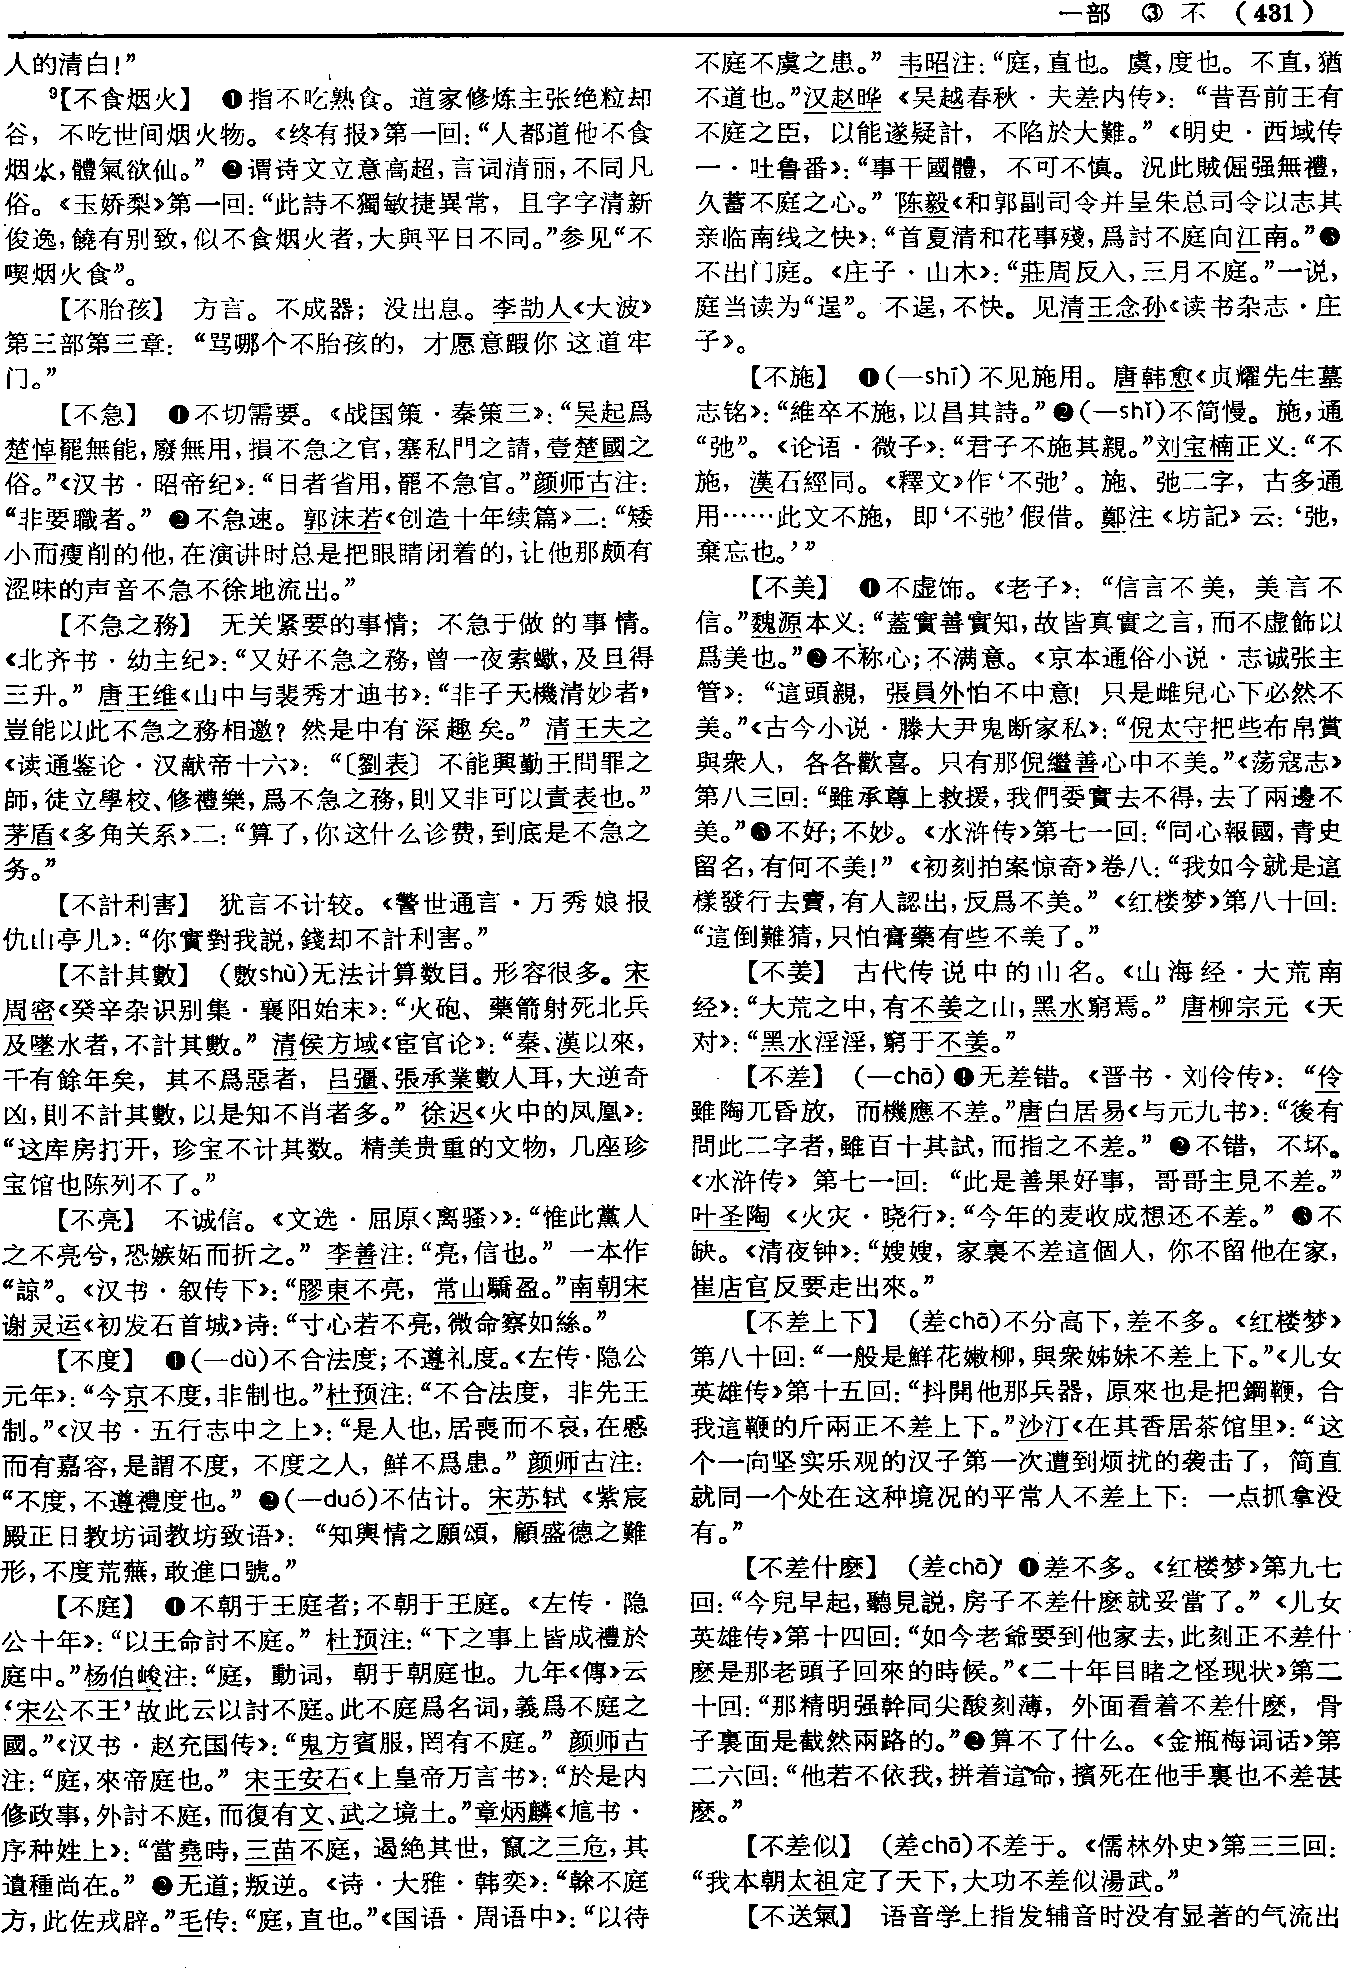 一部 ③ 不 (431)
人的清白！”
【不食烟火】 ❶指不吃熟食。道家修炼主张绝粒却
谷，不吃世间烟火物。《终有报》第一回：“人都道他不食
烟火，體氣欲仙。” ❷谓诗文立意高超，言词清丽，不同凡
俗。《玉娇梨》第一回：“此詩不獨敏捷異常，且字字清新
俊逸，饒有别致，似不食烟火者，大與平日不同。”参见“不
喫烟火食”。
【不胎孩】 方言。不成器；没出息。李劼人《大波》
第三部第三章：“骂哪个不胎孩的，才愿意跟你这道牢
门。”
【不急】 ❶不切需要。《战国策·秦策三》：“吴起爲
楚悼罷無能，廢無用，損不急之官，塞私門之請，壹楚國之
俗。”《汉书·昭帝纪》：“日者省用，罷不急官。”颜师古注：
“非要職者。” ❷不急速。郭沫若《创造十年续篇》二：“矮
小而瘦削的他，在演讲时总是把眼睛闭着的，让他那颇有
涩味的声音不急不徐地流出。”
【不急之務】 无关紧要的事情；不急于做的事情。
《北齐书·幼主纪》：“又好不急之務，曾一夜索蠍，及旦得
三升。” 唐王维《山中与裴秀才迪书》：“非子天機清妙者，
豈能以此不急之務相邀？然是中有深趣矣。” 清王夫之
《读通鉴论·汉献帝十六》：“〔劉表〕不能興勤王問罪之
師，徒立學校、修禮樂，爲不急之務，則又非可以責表也。”
茅盾《多角关系》二：“算了，你这什么诊费，到底是不急之
务。”
【不計利害】 犹言不计较。《警世通言·万秀娘报
仇山亭儿》：“你實對我説，錢却不計利害。”
【不計其數】 （數shù）无法计算数目。形容很多。宋
周密《癸辛杂识别集·襄阳始末》：“火砲、藥箭射死北兵
及墜水者，不計其數。” 清侯方域《宦官论》：“秦、漢以來，
千有餘年矣，其不爲惡者，吕彊、張承業數人耳，大逆奇
凶，則不計其數，以是知不肖者多。” 徐迟《火中的凤凰》：
“这库房打开，珍宝不计其数。精美贵重的文物，几座珍
宝馆也陈列不了。”
【不亮】 不诚信。《文选·屈原〈离骚〉》：“惟此黨人
之不亮兮，恐嫉妬而折之。” 李善注：“亮，信也。” 一本作
“諒”。《汉书·叙传下》：“膠東不亮，常山驕盈。”南朝宋
谢灵运《初发石首城》诗：“寸心若不亮，微命察如絲。”
【不度】 ❶（一dù）不合法度；不遵礼度。《左传·隐公
元年》：“今京不度，非制也。”杜预注：“不合法度，非先王
制。”《汉书·五行志中之上》：“是人也，居喪而不哀，在慼
而有嘉容，是謂不度，不度之人，鮮不爲患。” 颜师古注：
“不度，不遵禮度也。” ❷（一duó）不估计。宋苏轼《紫宸
殿正日教坊词教坊致语》：“知輿情之願頌，顧盛德之難
形，不度荒蕪，敢進口號。”
【不庭】 ❶不朝于王庭者；不朝于王庭。《左传·隐
公十年》：“以王命討不庭。” 杜预注：“下之事上皆成禮於
庭中。”杨伯峻注：“庭，動词，朝于朝庭也。九年《傳》云
‘宋公不王’故此云以討不庭。此不庭爲名词，義爲不庭之
國。”《汉书·赵充国传》：“鬼方賓服，罔有不庭。” 颜师古
注：“庭，來帝庭也。” 宋王安石《上皇帝万言书》：“於是内
修政事，外討不庭，而復有文、武之境土。”章炳麟《訄书·
序种姓上》：“當堯時，三苗不庭，遏絶其世，竄之三危，其
遺種尚在。” ❷无道；叛逆。《诗·大雅·韩奕》：“榦不庭
方，此佐戎辟。”毛传：“庭，直也。”《国语·周语中》：“以待
不庭不虞之患。” 韦昭注：“庭，直也。虞，度也。不直，猶
不道也。”汉赵晔《吴越春秋·夫差内传》：“昔吾前王有
不庭之臣，以能遂疑計，不陷於大難。”《明史·西域传
一·吐鲁番》：“事干國體，不可不慎。況此賊倔强無禮，
久蓄不庭之心。” 陈毅《和郭副司令并呈朱总司令以志其
亲临南线之快》：“首夏清和花事殘，爲討不庭向江南。”❸
不出门庭。《庄子·山木》：“莊周反入，三月不庭。”一说，
庭当读为“逞”。不逞，不快。见清王念孙《读书杂志·庄
子》。
【不施】 ❶（一shī）不见施用。唐韩愈《贞耀先生墓
志铭》：“維卒不施，以昌其詩。”❷（一shǐ）不简慢。施，通
“弛”。《论语·微子》：“君子不施其親。”刘宝楠正义：“不
施，漢石經同。《釋文》作‘不弛’。施、弛二字，古多通
用……此文不施，即‘不弛’假借。鄭注《坊記》云：‘弛，
棄忘也。’”
【不美】 ❶不虚饰。《老子》：“信言不美，美言不
信。”魏源本义：“蓋實善實知，故皆真實之言，而不虚飾以
爲美也。”❷不称心；不满意。《京本通俗小说·志诚张主
管》：“這頭親，張員外怕不中意！只是雌兒心下必然不
美。”《古今小说·滕大尹鬼断家私》：“倪太守把些布帛賞
與衆人，各各歡喜。只有那倪繼善心中不美。”《荡寇志》
第八三回：“雖承尊上救援，我們委實去不得，去了兩邊不
美。”❸不好；不妙。《水浒传》第七一回：“同心報國，青史
留名，有何不美！”《初刻拍案惊奇》卷八：“我如今就是這
樣發行去賣，有人認出，反爲不美。”《红楼梦》第八十回：
“這倒難猜，只怕膏藥有些不美了。”
【不姜】 古代传说中的山名。《山海经·大荒南
经》：“大荒之中，有不姜之山，黑水窮焉。” 唐柳宗元《天
对》：“黑水淫淫，窮于不姜。”
【不差】 （一chā）❶无差错。《晋书·刘伶传》：“伶
雖陶兀昏放，而機應不差。”唐白居易《与元九书》：“後有
問此二字者，雖百十其試，而指之不差。” ❷不错，不坏。
《水浒传》第七一回：“此是善果好事，哥哥主見不差。”
叶圣陶《火灾·晓行》：“今年的麦收成想还不差。” ❸不
缺。《清夜钟》：“嫂嫂，家裏不差這個人，你不留他在家，
崔店官反要走出來。”
【不差上下】 （差chā）不分高下，差不多。《红楼梦》
第八十回：“一般是鮮花嫩柳，與衆姊妹不差上下。”《儿女
英雄传》第十五回：“抖開他那兵器，原來也是把鋼鞭，合
我這鞭的斤兩正不差上下。”沙汀《在其香居茶馆里》：“这
个一向坚实乐观的汉子第一次遭到烦扰的袭击了，简直
就同一个处在这种境况的平常人不差上下：一点抓拿没
有。”
【不差什麽】 （差chā）❶差不多。《红楼梦》第九七
回：“今兒早起，聽見説，房子不差什麽就妥當了。”《儿女
英雄传》第十四回：“如今老爺要到他家去，此刻正不差什
麽是那老頭子回來的時候。”《二十年目睹之怪现状》第二
十回：“那精明强幹同尖酸刻薄，外面看着不差什麽，骨
子裏面是截然兩路的。”❷算不了什么。《金瓶梅词话》第
二六回：“他若不依我，拼着這命，擯死在他手裏也不差甚
麽。”
【不差似】 （差chā）不差于。《儒林外史》第三三回：
“我本朝太祖定了天下，大功不差似湯武。”
【不送氣】 语音学上指发辅音时没有显著的气流出